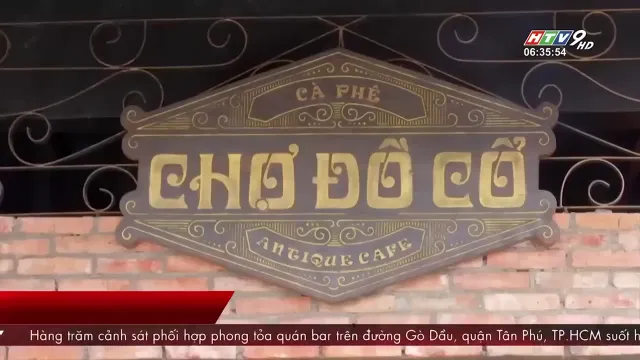 HTV9 HD
06:35:54
CÀ PHÊ
CHỢ ĐỒ CỔ
ANTIQUE CAFE
Hàng trăm cảnh sát phối hợp phong tỏa quán bar trên đường Gò Dầu, quận Tân Phú, TP.HCM suốt h